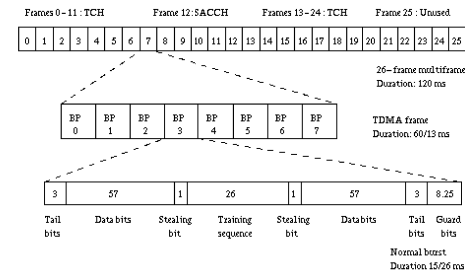 Frames 0-11 : TCH Frame 12: SACCH Frames 13-24 : TCH Frame 25 : Unused
0 1 2 3 4 5 6 7 8 9 10 11 12 13 14 15 16 17 18 19 20 21 22 23 24 25
26-frame multiframe
Duration: 120 ms
BP 0 BP 1 BP 2 BP 3 BP 4 BP 5 BP 6 BP 7
TDMA frame
Duration: 60/13 ms
3 57 1 26 1 57 3 8.25
Tail bits Data bits Stealing bit Training sequence Stealing bit Data bits Tail bits Guard bits
Normal burst
Duration 15/26 ms